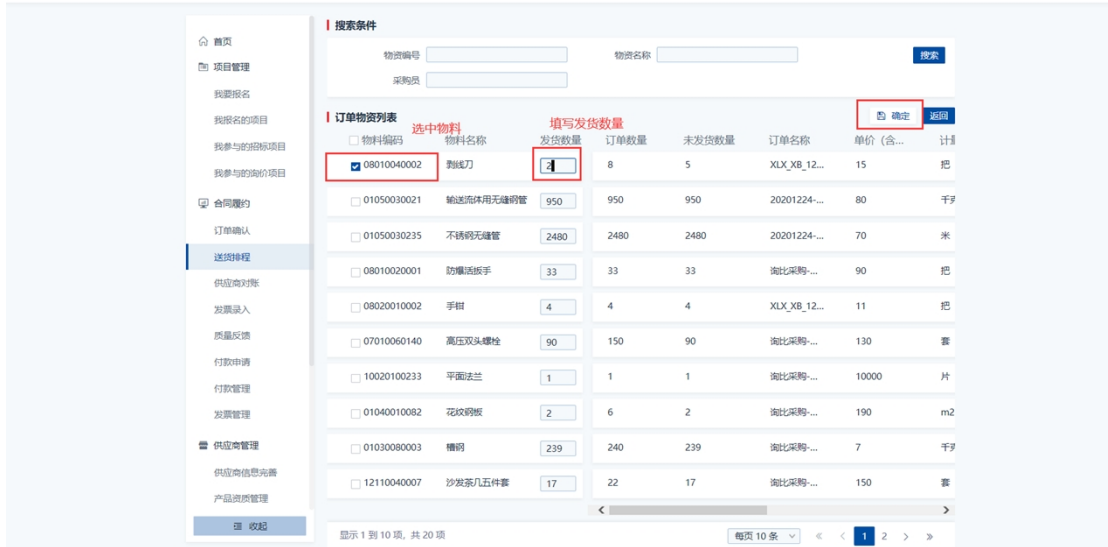 首页
项目管理
我要报名
我报名的项目
我参与的招标项目
我参与的询价项目
合同履约
订单确认
送货排程
供应商对账
发票录入
质量反馈
付款申请
付款管理
发票管理
供应商管理
供应商信息完善
产品资质管理
收起
搜索条件
物资编号 物资名称 搜索
采购员
订单物资列表 确定 返回
选中物料 填写发货数量
物料编码 物料名称 发货数量 订单数量 未发货数量 订单名称 单价（含... 计量
08010040002 剥线刀 2 8 5 XLX_XB_12... 15 把
01050030021 输送流体用无缝钢管 950 950 950 20201224-... 80 千克
01050030235 不锈钢无缝管 2480 2480 2480 20201224-... 70 米
08010020001 防爆活扳手 33 33 33 询比采购-... 90 把
08020010002 手钳 4 4 4 XLX_XB_12... 11 把
07010060140 高压双头螺栓 90 150 90 询比采购-... 130 套
10020100233 平面法兰 1 1 1 询比采购-... 10000 片
01040010082 花纹钢板 2 6 2 询比采购-... 190 m2
01030080003 槽钢 239 240 239 询比采购-... 7 千克
12110040007 沙发茶几五件套 17 22 17 询比采购-... 150 套
显示 1 到 10 项，共 20 项 每页 10 条 « ‹ 1 2 › »